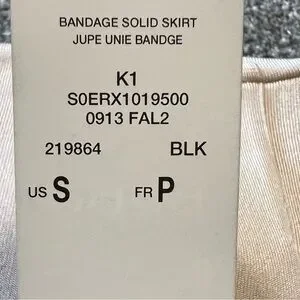 BANDAGE SOLID SKIRT
JUPE UNIE BANDGE
K1
S0ERX1019500
0913 FAL2
219864 BLK
US S FR P